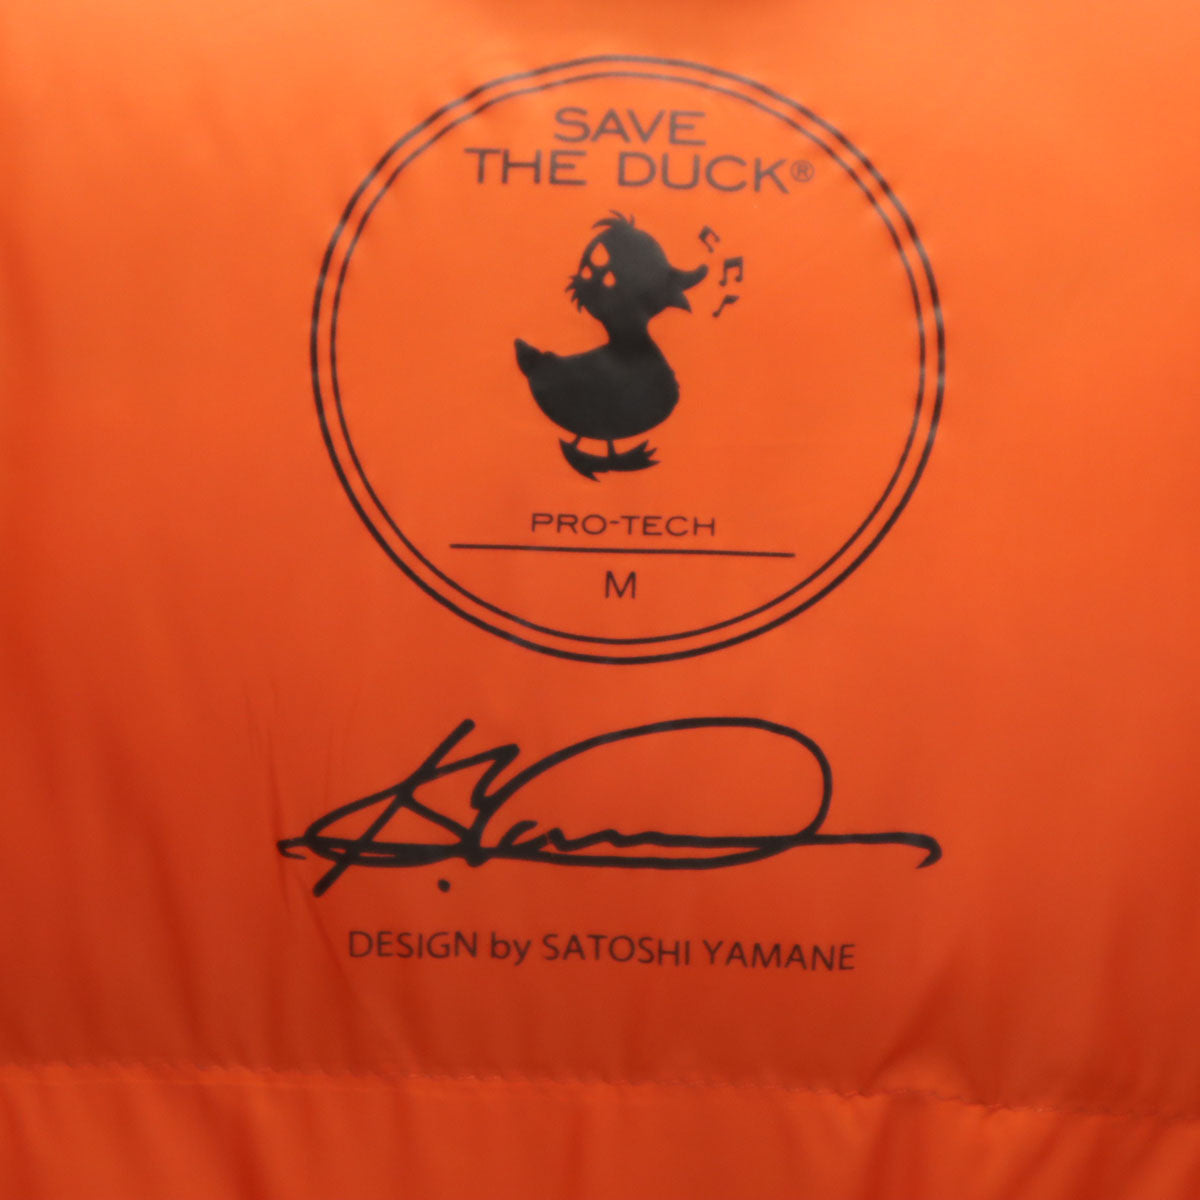 SAVE
THE DUCK®
PRO-TECH
M
DESIGN by SATOSHI YAMANE